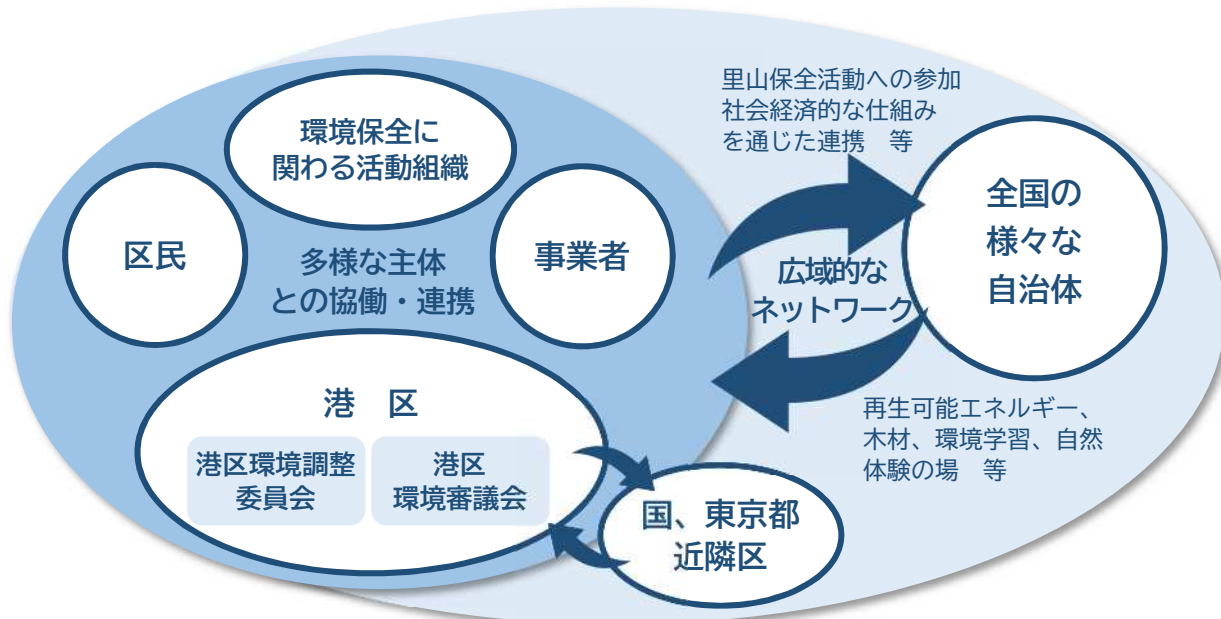 環境保全に
関わる活動組織
区民
事業者
多様な主体
との協働・連携
港　区
港区環境調整
委員会
港区
環境審議会
国、東京都
近隣区
里山保全活動への参加
社会経済的な仕組み
を通じた連携　等
広域的な
ネットワーク
全国の
様々な
自治体
再生可能エネルギー、
木材、環境学習、自然
体験の場　等